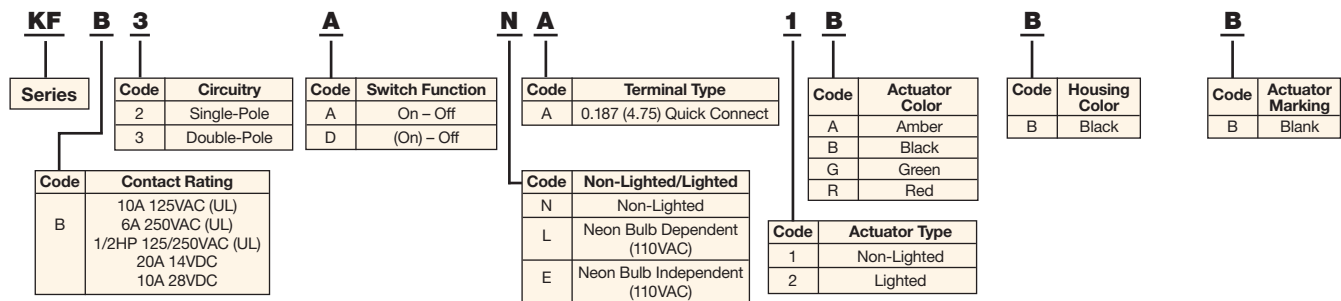 KF B 3 A N A 1 B B B
Series
Code Circuitry
2 Single-Pole
3 Double-Pole
Code Switch Function
A On – Off
D (On) – Off
Code Terminal Type
A 0.187 (4.75) Quick Connect
Code Actuator Color
A Amber
B Black
G Green
R Red
Code Housing Color
B Black
Code Actuator Marking
B Blank
Code Contact Rating
B
10A 125VAC (UL)
6A 250VAC (UL)
1/2HP 125/250VAC (UL)
20A 14VDC
10A 28VDC
Code Non-Lighted/Lighted
N Non-Lighted
L Neon Bulb Dependent
(110VAC)
E Neon Bulb Independent
(110VAC)
Code Actuator Type
1 Non-Lighted
2 Lighted